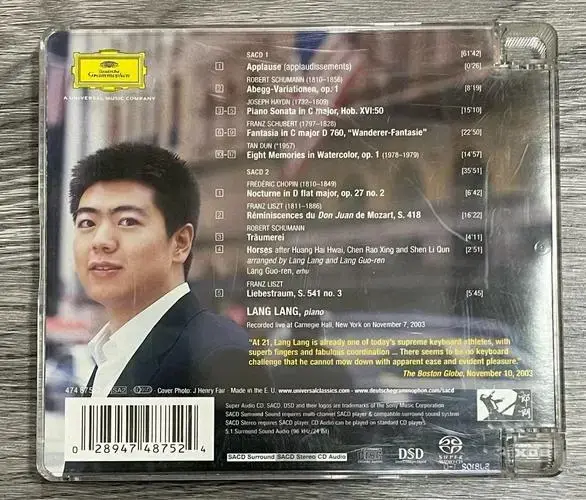 Deutsche
Grammophon
A UNIVERSAL MUSIC COMPANY
SACD 1 [61'42]
1 Applause (applaudissements) [0'26]
ROBERT SCHUMANN (1810–1856)
2 Abegg-Variationen, op. 1 [8'19]
JOSEPH HAYDN (1732–1809)
3–5 Piano Sonata in C major, Hob. XVI:50 [15'10]
FRANZ SCHUBERT (1797–1828)
6–9 Fantasia in C major D 760, "Wanderer-Fantasie" [22'50]
TAN DUN (*1957)
Eight Memories in Watercolor, op. 1 (1978–1979) [14'57]
SACD 2 [35'51]
FRÉDÉRIC CHOPIN (1810–1849)
1 Nocturne in D flat major, op. 27 no. 2 [6'42]
FRANZ LISZT (1811–1886)
2 Réminiscences du Don Juan de Mozart, S. 418 [16'22]
ROBERT SCHUMANN
3 Träumerei [4'11]
4 Horses after Huang Hai Hwai, Chen Rao Xing and Shen Li Qun [2'51]
arranged by Lang Lang and Lang Guo-ren
Lang Guo-ren, erhu
FRANZ LISZT
5 Liebestraum, S. 541 no. 3 [5'45]
LANG LANG, piano
Recorded live at Carnegie Hall, New York on November 7, 2003
"At 21, Lang Lang is already one of today's supreme keyboard athletes, with
superb fingers and fabulous coordination ... There seems to be no keyboard
challenge that he cannot mow down with apparent ease and evident pleasure."
The Boston Globe, November 10, 2003
474 875 SA2 · Cover Photo: J Henry Fair · Made in the E. U. · www.universalclassics.com · www.deutschegrammophon.com/sacd
Super Audio CD, SACD, DSD and their logos are trademarks of the Sony Music Corporation
SACD Surround Sound requires multi-channel SACD player & compatible surround sound system
SACD Stereo requires SACD player, CD Audio can be played on standard CD players
5.1 Surround Sound (96 kHz/24 Bit)
0 28947 48752 4
SACD Surround SACD Stereo CD Audio
DSD
SUPER AUDIO CD